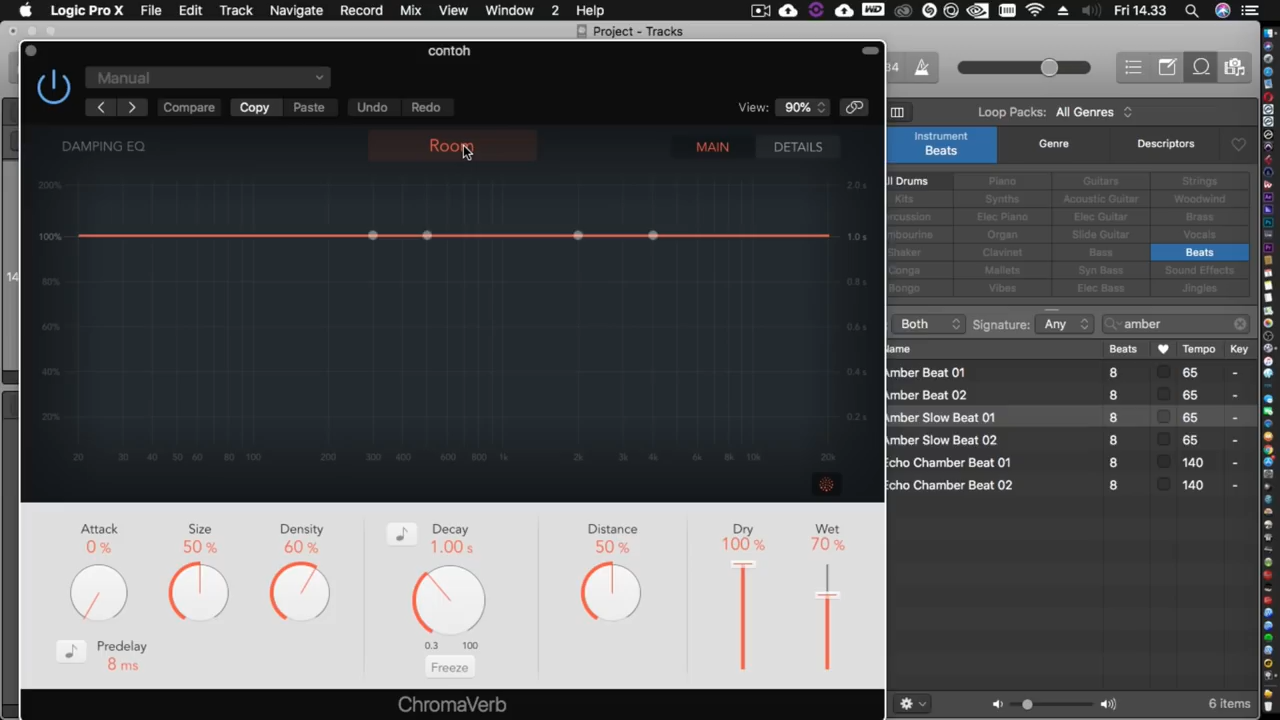 Logic Pro X File Edit Track Navigate Record Mix View Window 2 Help Fri 14.33
Project - Tracks
contoh
Manual
Compare Copy Paste Undo Redo View: 90%
Loop Packs: All Genres
DAMPING EQ Room MAIN DETAILS
Instrument
Beats
Genre Descriptors
200% 2.0 s
100% 1.0 s
80% 0.8 s
60% 0.6 s
40% 0.4 s
20% 0.2 s
20 30 40 50 60 80 100 200 300 400 600 800 1k 2k 3k 4k 6k 8k 10k 20k
ll Drums Piano Guitars Strings
Kits Synths Acoustic Guitar Woodwind
ercussion Elec Piano Elec Guitar Brass
mbourine Organ Slide Guitar Vocals
Shaker Clavinet Bass Beats
Conga Mallets Syn Bass Sound Effects
Bongo Vibes Elec Bass Jingles
Both Signature: Any amber
ame Beats Tempo Key
Amber Beat 01 8 65 -
Amber Beat 02 8 65 -
Amber Slow Beat 01 8 65 -
Amber Slow Beat 02 8 65 -
Echo Chamber Beat 01 8 140 -
Echo Chamber Beat 02 8 140 -
Attack Size Density Decay Distance Dry Wet
0 % 50 % 60 % 1.00 s 50 % 100 % 70 %
0.3 100
Predelay
8 ms
Freeze
ChromaVerb
6 items